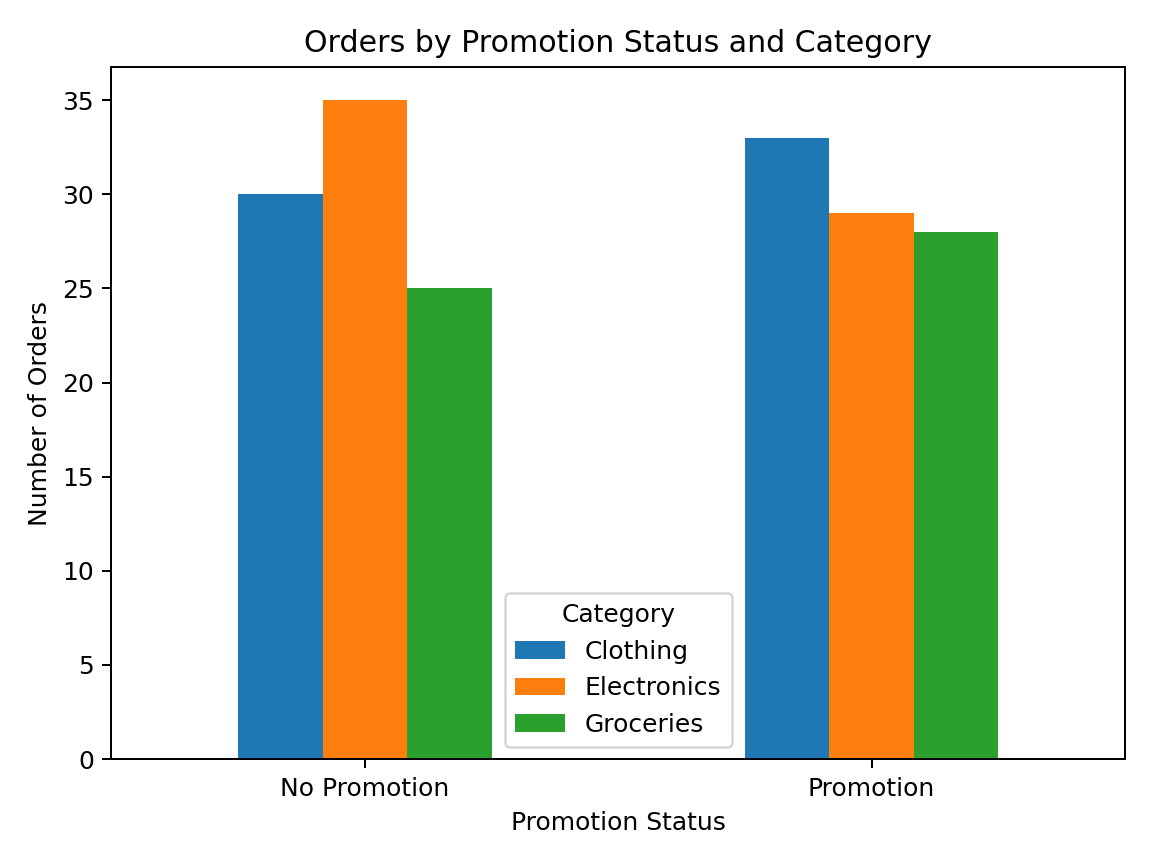 Orders by Promotion Status and Category
Number of Orders
35
30
25
20
15
10
5
0
Category
Clothing
Electronics
Groceries
No Promotion
Promotion
Promotion Status